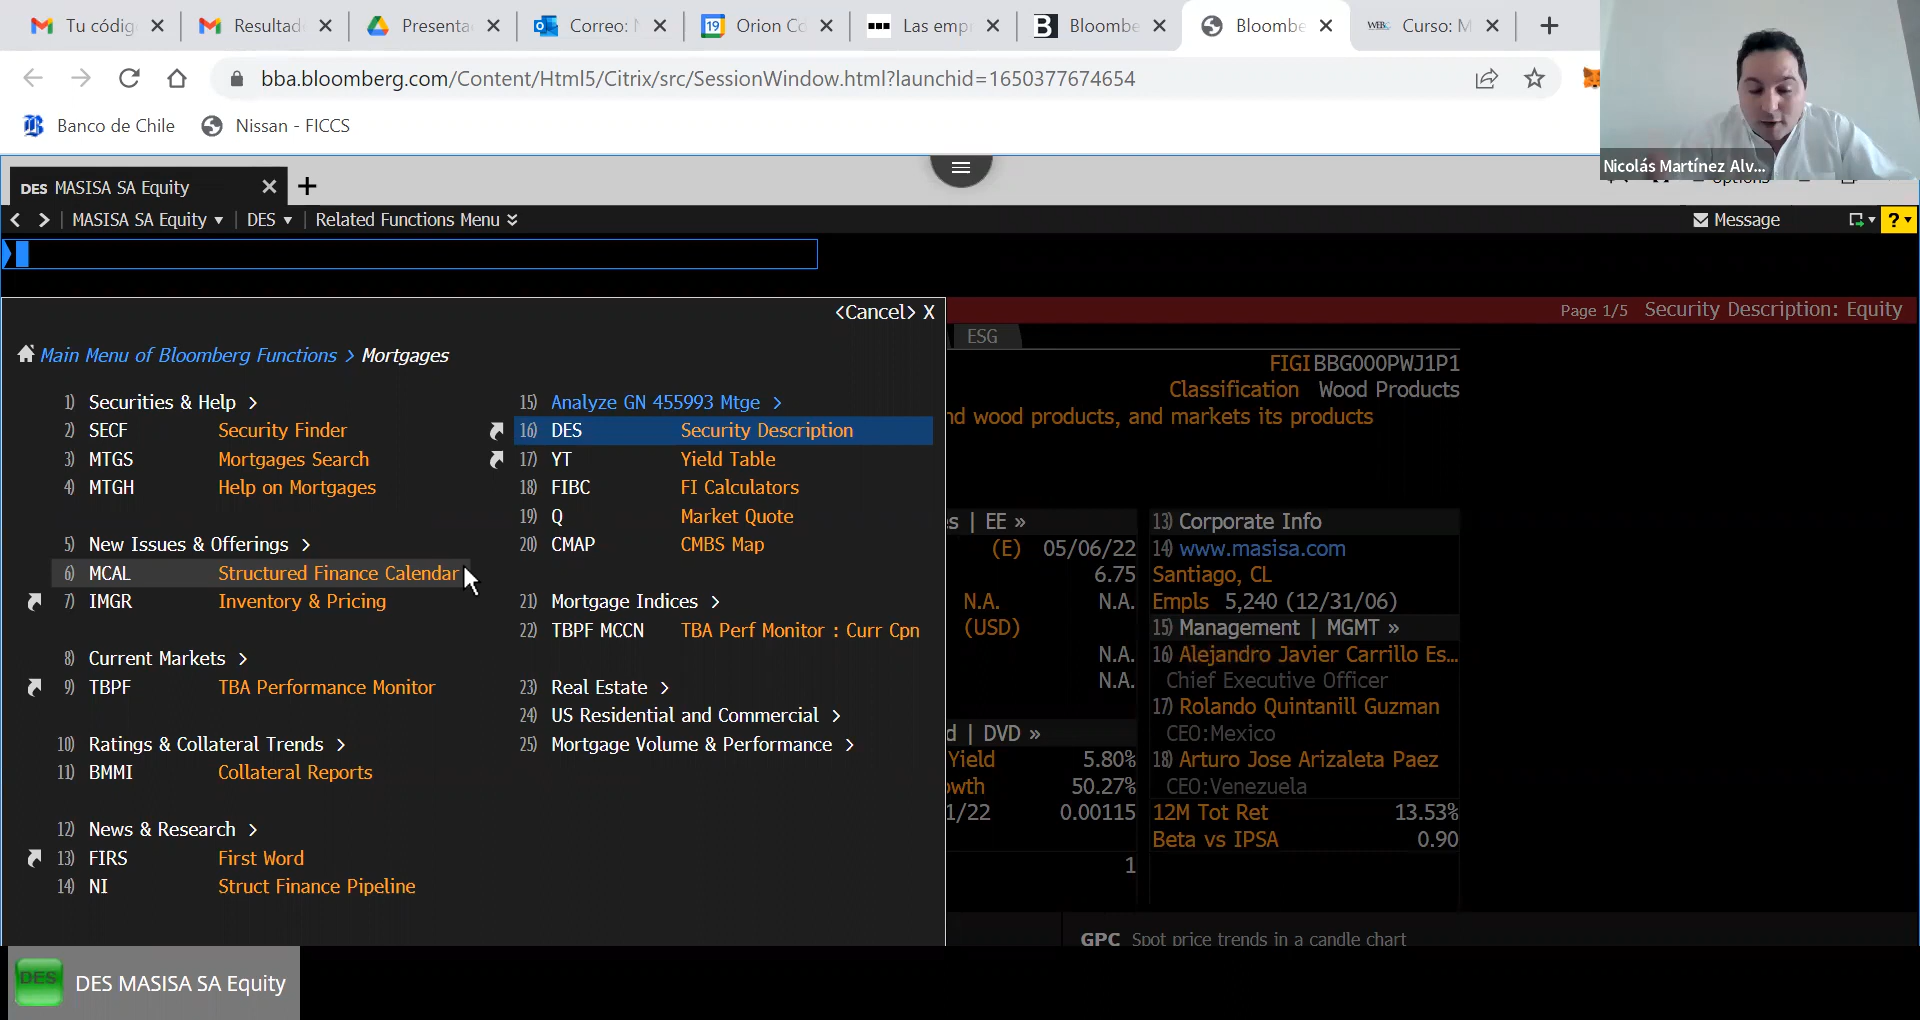 Tu códig
Resultad
Presenta
Correo: N
Orion Co
Las emp
Bloombe
Bloombe
Curso: M
bba.bloomberg.com/Content/Html5/Citrix/src/SessionWindow.html?launchid=1650377674654
Banco de Chile
Nissan - FICCS
Nicolás Martínez Alv...
DES MASISA SA Equity
MASISA SA Equity
DES
Related Functions Menu
Message
?
<Cancel> X
Page 1/5 Security Description: Equity
Main Menu of Bloomberg Functions > Mortgages
1) Securities & Help >
2) SECF Security Finder
3) MTGS Mortgages Search
4) MTGH Help on Mortgages
5) New Issues & Offerings >
6) MCAL Structured Finance Calendar
7) IMGR Inventory & Pricing
8) Current Markets >
9) TBPF TBA Performance Monitor
10) Ratings & Collateral Trends >
11) BMMI Collateral Reports
12) News & Research >
13) FIRS First Word
14) NI Struct Finance Pipeline
15) Analyze GN 455993 Mtge >
16) DES Security Description
17) YT Yield Table
18) FIBC FI Calculators
19) Q Market Quote
20) CMAP CMBS Map
21) Mortgage Indices >
22) TBPF MCCN TBA Perf Monitor : Curr Cpn
23) Real Estate >
24) US Residential and Commercial >
25) Mortgage Volume & Performance >
ESG
FIGI BBG000PWJ1P1
Classification Wood Products
nd wood products, and markets its products
s | EE »
(E) 05/06/22
6.75
N.A. N.A.
(USD)
N.A.
N.A.
d | DVD »
Yield 5.80%
owth 50.27%
1/22 0.00115
1
13) Corporate Info
14) www.masisa.com
Santiago, CL
Empls 5,240 (12/31/06)
15) Management | MGMT »
16) Alejandro Javier Carrillo Es...
Chief Executive Officer
17) Rolando Quintanill Guzman
CEO:Mexico
18) Arturo Jose Arizaleta Paez
CEO:Venezuela
12M Tot Ret 13.53%
Beta vs IPSA 0.90
GPC Spot price trends in a candle chart
DES
DES MASISA SA Equity